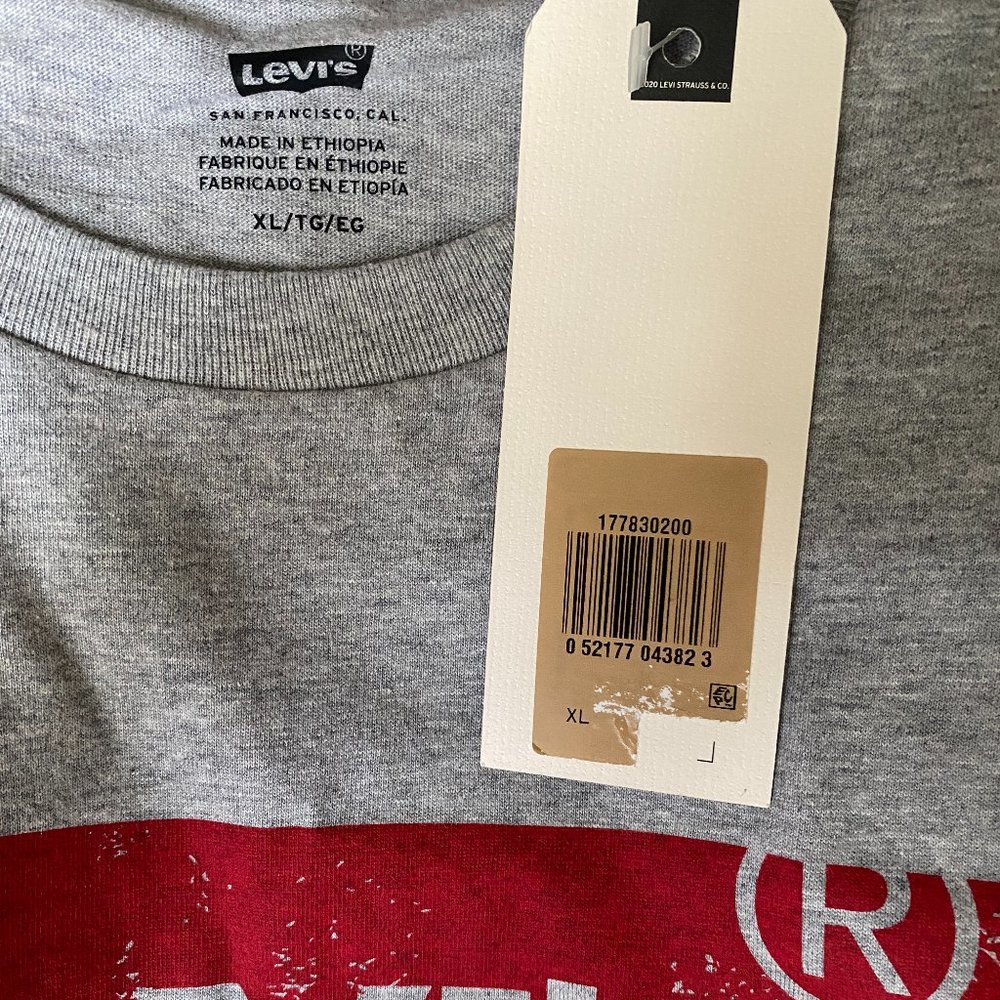 Levi's®
SAN FRANCISCO, CAL.
MADE IN ETHIOPIA
FABRIQUE EN ÉTHIOPIE
FABRICADO EN ETIOPÍA
XL/TG/EG
020 LEVI STRAUSS & CO.
177830200
0 52177 04382 3
XL
®